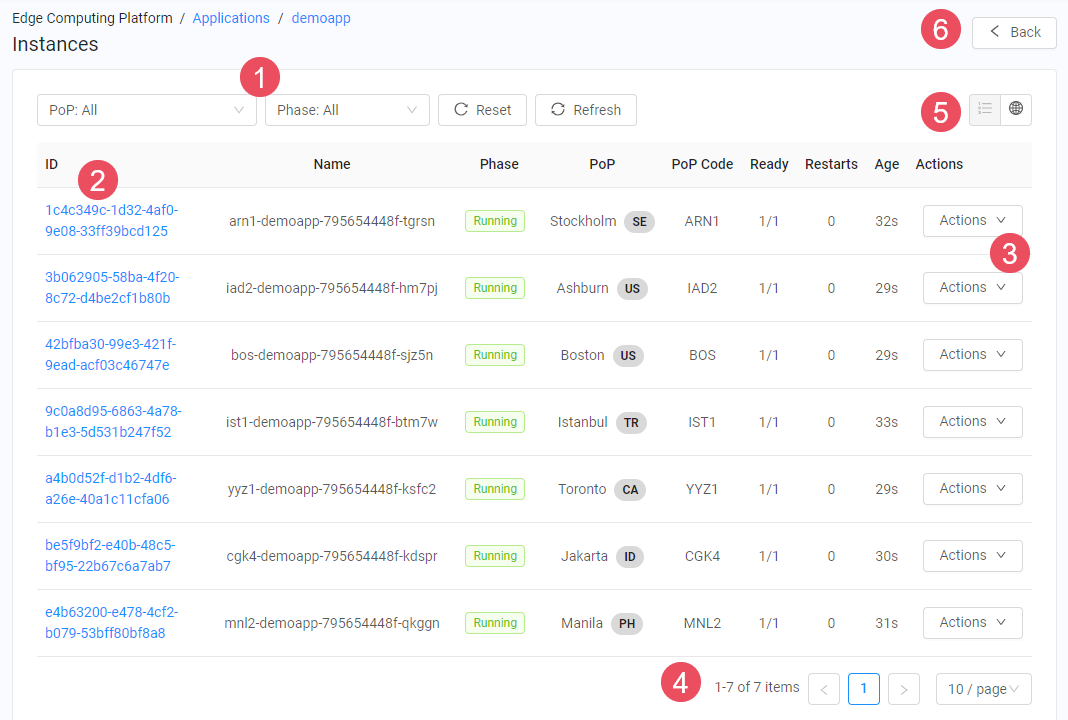 Edge Computing Platform / Applications / demoapp
Instances
6
Back
1
PoP: All
Phase: All
Reset
Refresh
5
ID Name Phase PoP PoP Code Ready Restarts Age Actions
2
1c4c349c-1d32-4af0-
9e08-33ff39bcd125
arn1-demoapp-795654448f-tgrsn Running Stockholm SE ARN1 1/1 0 32s Actions
3
3b062905-58ba-4f20-
8c72-d4be2cf1b80b
iad2-demoapp-795654448f-hm7pj Running Ashburn US IAD2 1/1 0 29s Actions
42bfba30-99e3-421f-
9ead-acf03c46747e
bos-demoapp-795654448f-sjz5n Running Boston US BOS 1/1 0 29s Actions
9c0a8d95-6863-4a78-
b1e3-5d531b247f52
ist1-demoapp-795654448f-btm7w Running Istanbul TR IST1 1/1 0 33s Actions
a4b0d52f-d1b2-4df6-
a26e-40a1c11cfa06
yyz1-demoapp-795654448f-ksfc2 Running Toronto CA YYZ1 1/1 0 29s Actions
be5f9bf2-e40b-48c5-
bf95-22b67c6a7ab7
cgk4-demoapp-795654448f-kdspr Running Jakarta ID CGK4 1/1 0 30s Actions
e4b63200-e478-4cf2-
b079-53bff80bf8a8
mnl2-demoapp-795654448f-qkggn Running Manila PH MNL2 1/1 0 31s Actions
4
1-7 of 7 items < 1 > 10 / page